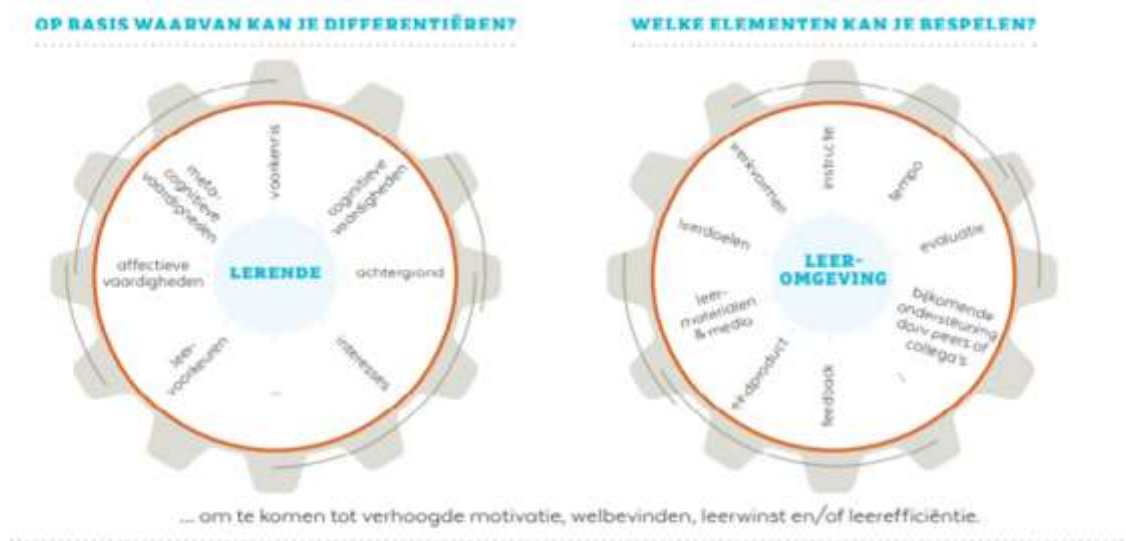 OP BASIS WAARVAN KAN JE DIFFERENTIËREN?
voorkennis
cognitieve
vaardigheden
achtergrond
interesses
...
leer-
voorkeuren
affectieve
vaardigheden
meta-
cognitieve
vaardigheden
LERENDE
WELKE ELEMENTEN KAN JE BESPELEN?
instructie
tempo
evaluatie
bijkomende
ondersteuning
door peers of
collega's
...
feedback
eindproduct
leer-
materialen
& media
leerdoelen
werkvormen
LEER-
OMGEVING
... om te komen tot verhoogde motivatie, welbevinden, leerwinst en/of leerefficiëntie.